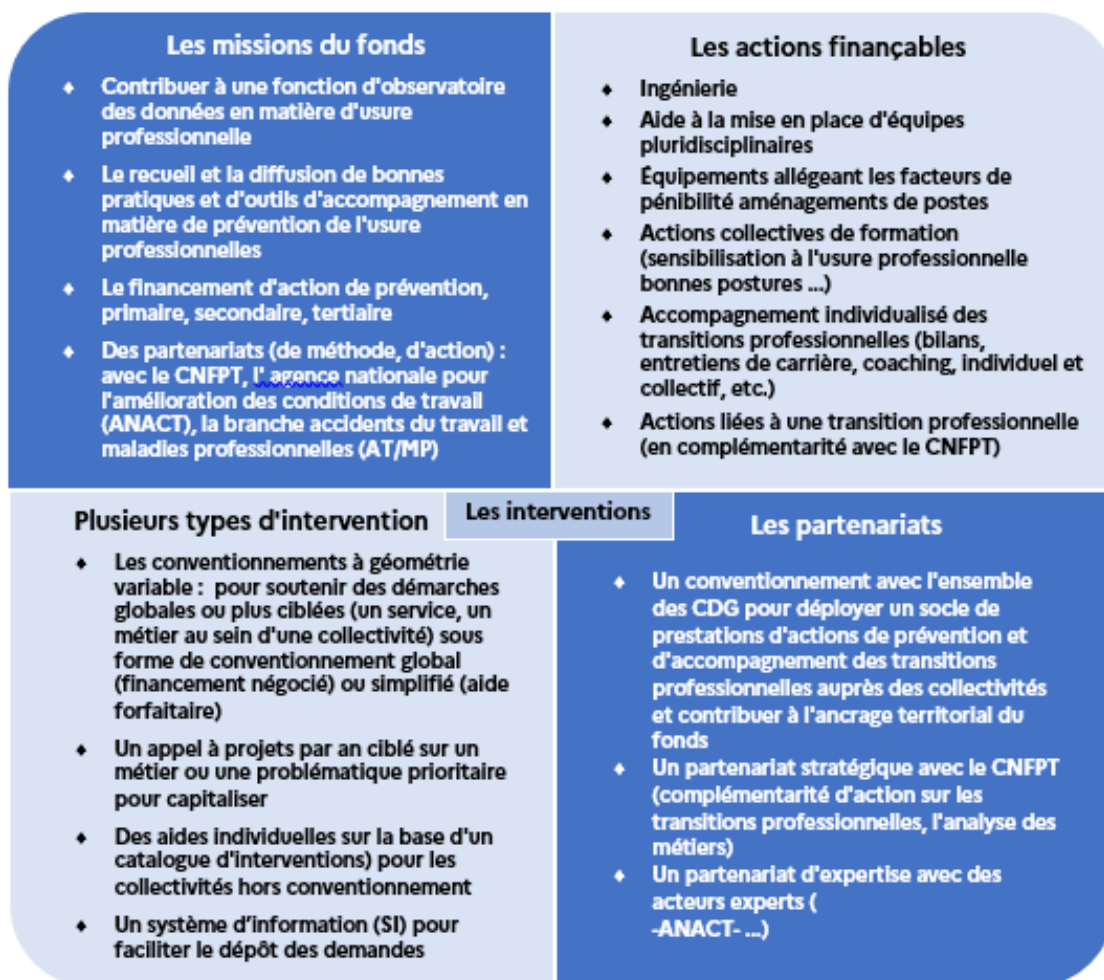 Les missions du fonds
♦ Contribuer à une fonction d'observatoire
des données en matière d'usure
professionnelle
♦ Le recueil et la diffusion de bonnes
pratiques et d'outils d'accompagnement en
matière de prévention de l'usure
professionnelles
♦ Le financement d'action de prévention,
primaire, secondaire, tertiaire
♦ Des partenariats (de méthode, d'action) :
avec le CNFPT, l' agence nationale pour
l'amélioration des conditions de travail
(ANACT), la branche accidents du travail et
maladies professionnelles (AT/MP)
Les actions finançables
♦ Ingénierie
♦ Aide à la mise en place d'équipes
pluridisciplinaires
♦ Équipements allégeant les facteurs de
pénibilité aménagements de postes
♦ Actions collectives de formation
(sensibilisation à l'usure professionnelle
bonnes postures ...)
♦ Accompagnement individualisé des
transitions professionnelles (bilans,
entretiens de carrière, coaching, individuel et
collectif, etc.)
♦ Actions liées à une transition professionnelle
(en complémentarité avec le CNFPT)
Les interventions
Plusieurs types d'intervention
♦ Les conventionnements à géométrie
variable : pour soutenir des démarches
globales ou plus ciblées (un service, un
métier au sein d'une collectivité) sous
forme de conventionnement global
(financement négocié) ou simplifié (aide
forfaitaire)
♦ Un appel à projets par an ciblé sur un
métier ou une problématique prioritaire
pour capitaliser
♦ Des aides individuelles sur la base d'un
catalogue d'interventions) pour les
collectivités hors conventionnement
♦ Un système d'information (SI) pour
faciliter le dépôt des demandes
Les partenariats
♦ Un conventionnement avec l'ensemble
des CDG pour déployer un socle de
prestations d'actions de prévention et
d'accompagnement des transitions
professionnelles auprès des collectivités
et contribuer à l'ancrage territorial du
fonds
♦ Un partenariat stratégique avec le CNFPT
(complémentarité d'action sur les
transitions professionnelles, l'analyse des
métiers)
♦ Un partenariat d'expertise avec des
acteurs experts (
-ANACT- ...)